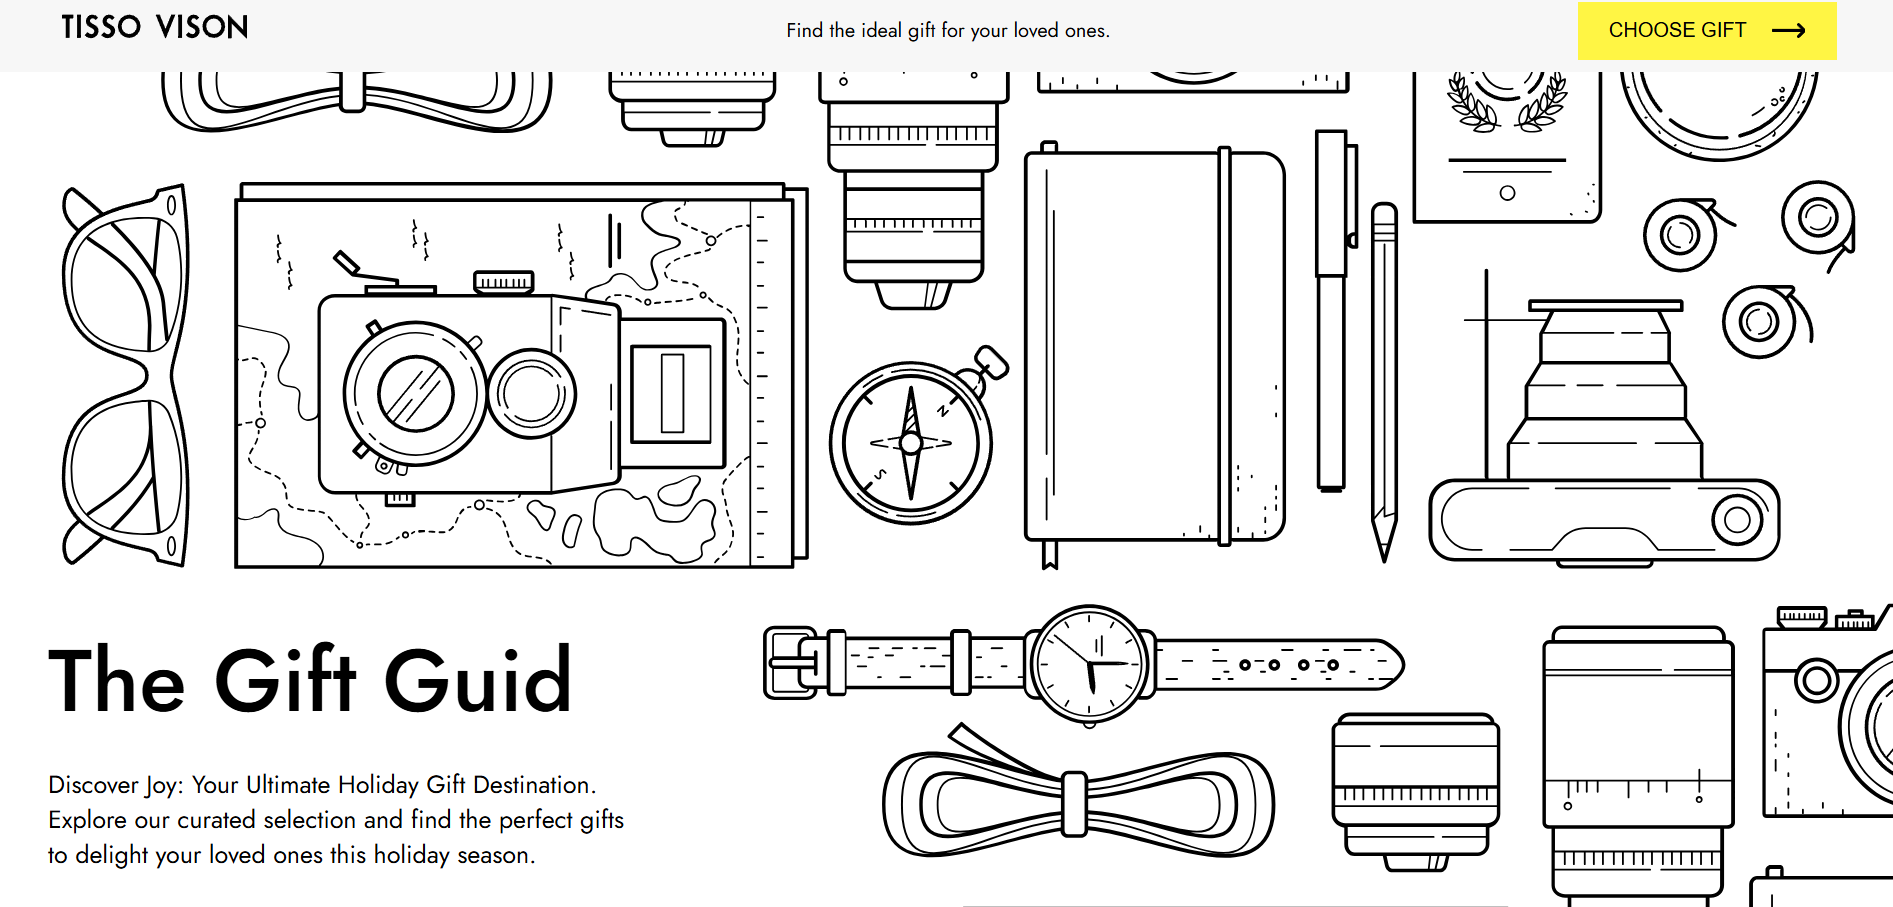 TISSO VISON
Find the ideal gift for your loved ones.
CHOOSE GIFT
N
S
The Gift Guid
Discover Joy: Your Ultimate Holiday Gift Destination.
Explore our curated selection and find the perfect gifts
to delight your loved ones this holiday season.